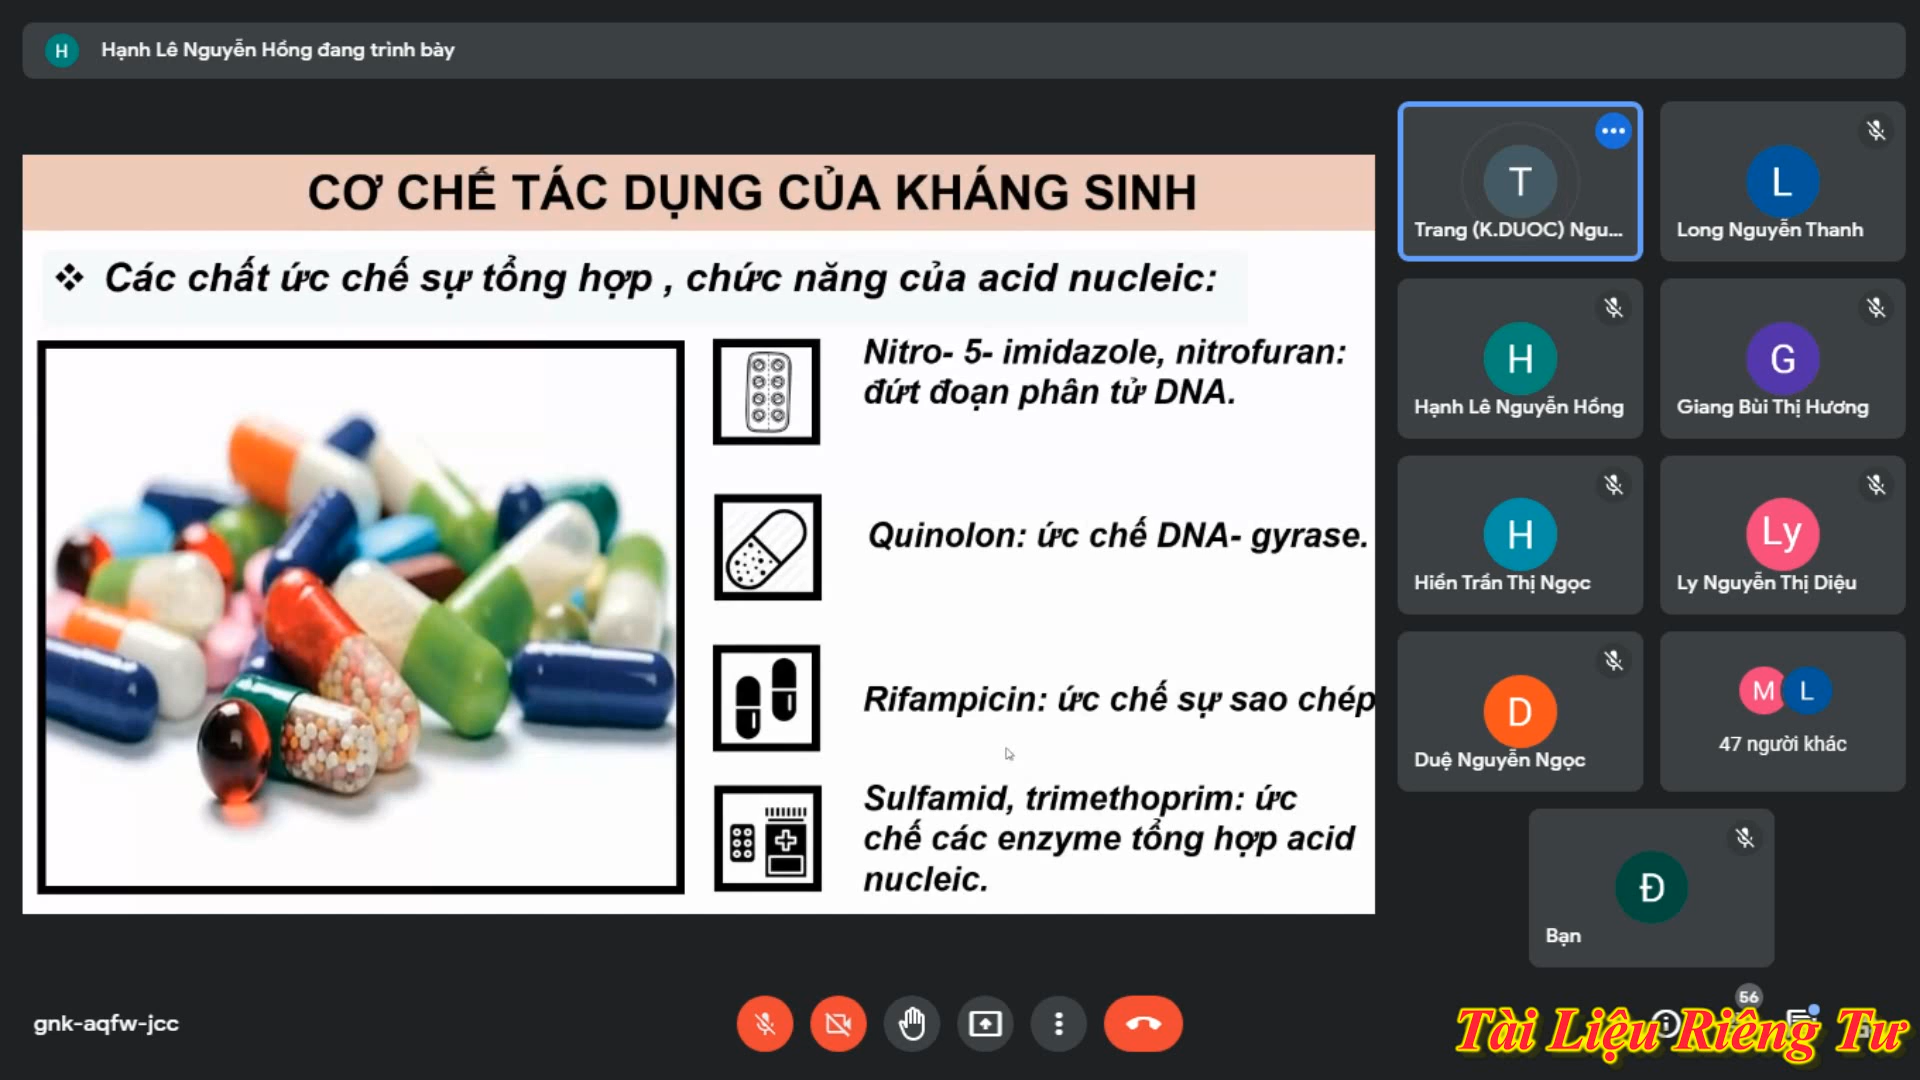 H
Hạnh Lê Nguyễn Hồng đang trình bày
CƠ CHẾ TÁC DỤNG CỦA KHÁNG SINH
❖ Các chất ức chế sự tổng hợp , chức năng của acid nucleic:
Nitro- 5- imidazole, nitrofuran:
đứt đoạn phân tử DNA.
Quinolon: ức chế DNA- gyrase.
Rifampicin: ức chế sự sao chép
Sulfamid, trimethoprim: ức
chế các enzyme tổng hợp acid
nucleic.
T
Trang (K.DUOC) Ngu...
L
Long Nguyễn Thanh
H
Hạnh Lê Nguyễn Hồng
G
Giang Bùi Thị Hương
H
Hiền Trần Thị Ngọc
Ly
Ly Nguyễn Thị Diệu
D
Duệ Nguyễn Ngọc
M L
47 người khác
Đ
Bạn
gnk-aqfw-jcc
56
Tài Liệu Riêng Tư